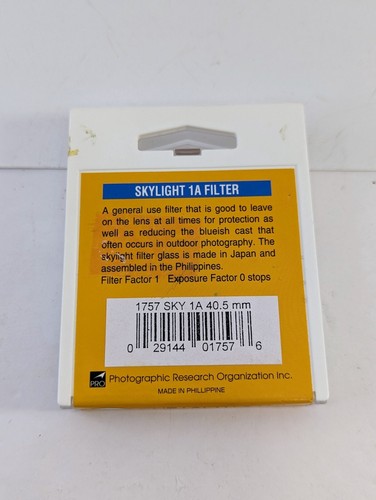 SKYLIGHT 1A FILTER
A general use filter that is good to leave
on the lens at all times for protection as
well as reducing the blueish cast that
often occurs in outdoor photography. The
skylight filter glass is made in Japan and
assembled in the Philippines.
Filter Factor 1 Exposure Factor 0 stops
1757 SKY 1A 40.5 mm
0 29144 01757 6
PRO Photographic Research Organization Inc.
MADE IN PHILLIPPINE